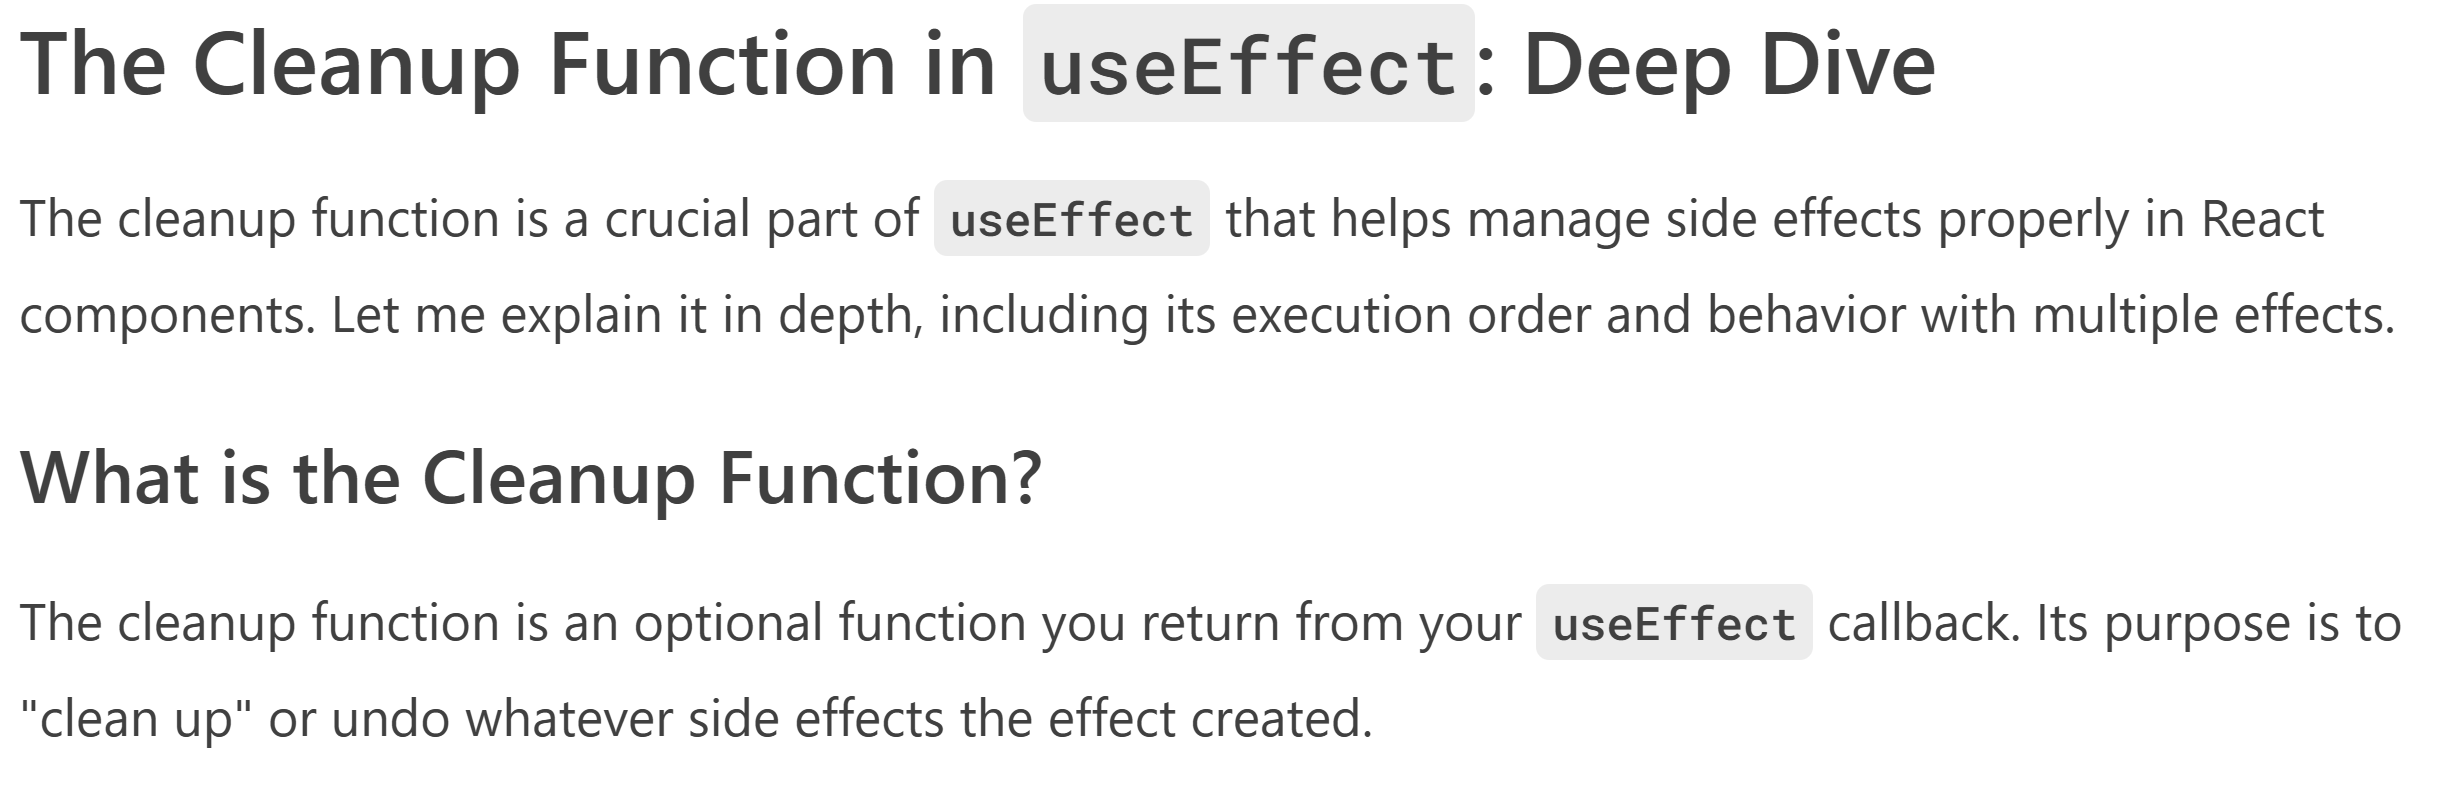 The Cleanup Function in useEffect: Deep Dive
The cleanup function is a crucial part of useEffect that helps manage side effects properly in React
components. Let me explain it in depth, including its execution order and behavior with multiple effects.
What is the Cleanup Function?
The cleanup function is an optional function you return from your useEffect callback. Its purpose is to
"clean up" or undo whatever side effects the effect created.